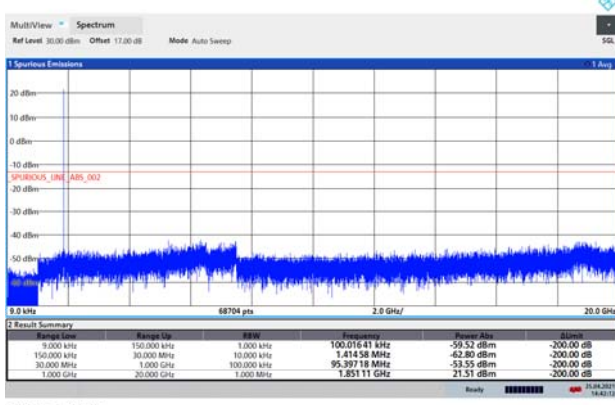 MultiView Spectrum
Ref Level 30.00 dBm Offset 17.00 dB Mode Auto Sweep
SGL
1 Spurious Emissions 1 Avg
20 dBm
10 dBm
0 dBm
-10 dBm
SPURIOUS_LINE_ABS_002
-20 dBm
-30 dBm
-40 dBm
-50 dBm
9.0 kHz 68704 pts 2.0 GHz/ 20.0 GHz
2 Result Summary
Range Low Range Up RBW Frequency Power Abs ΔLimit
9.000 kHz 150.000 kHz 1.000 kHz 100.01641 kHz -59.52 dBm -200.00 dB
150.000 kHz 30.000 MHz 10.000 kHz 1.41458 MHz -62.80 dBm -200.00 dB
30.000 MHz 1.000 GHz 100.000 kHz 95.39718 MHz -53.55 dBm -200.00 dB
1.000 GHz 20.000 GHz 1.000 MHz 1.85111 GHz 21.51 dBm -200.00 dB
Ready 25.04.2021
14:42:13